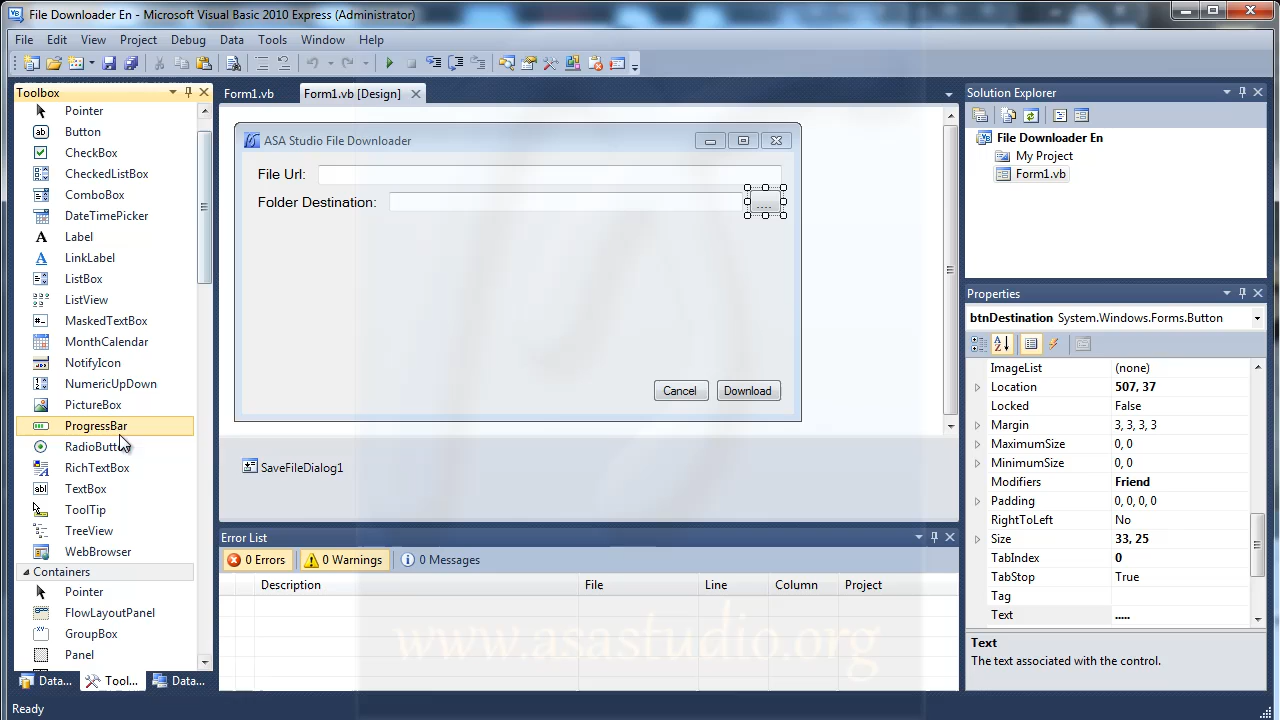 File Downloader En - Microsoft Visual Basic 2010 Express (Administrator)
File Edit View Project Debug Data Tools Window Help
Toolbox
Pointer
Button
CheckBox
CheckedListBox
ComboBox
DateTimePicker
Label
LinkLabel
ListBox
ListView
MaskedTextBox
MonthCalendar
NotifyIcon
NumericUpDown
PictureBox
ProgressBar
RadioButton
RichTextBox
TextBox
ToolTip
TreeView
WebBrowser
Containers
Pointer
FlowLayoutPanel
GroupBox
Panel
Data... Tool... Data...
Form1.vb Form1.vb [Design]
ASA Studio File Downloader
File Url:
Folder Destination: ....
Cancel Download
SaveFileDialog1
Error List
0 Errors 0 Warnings 0 Messages
Description File Line Column Project
www.asastudio.org
Solution Explorer
File Downloader En
My Project
Form1.vb
Properties
btnDestination System.Windows.Forms.Button
ImageList (none)
Location 507, 37
Locked False
Margin 3, 3, 3, 3
MaximumSize 0, 0
MinimumSize 0, 0
Modifiers Friend
Padding 0, 0, 0, 0
RightToLeft No
Size 33, 25
TabIndex 0
TabStop True
Tag
Text .....
Text
The text associated with the control.
Ready